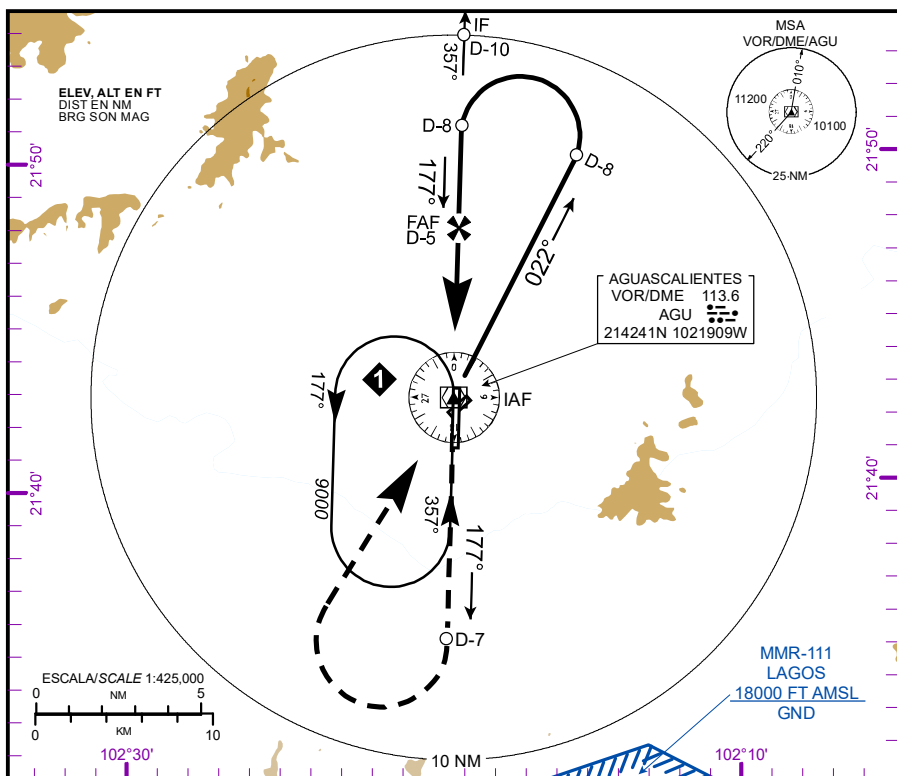 IF
D-10
357°
MSA
VOR/DME/AGU
010°
11200
10100
220°
25 NM
ELEV, ALT EN FT
DIST EN NM
BRG SON MAG
D-8
D-8
21°50'
21°50'
177°
FAF
D-5
022°
AGUASCALIENTES
VOR/DME 113.6
AGU
214241N 1021909W
1
177°
0
27
9
IAF
9000
357°
177°
21°40'
21°40'
D-7
MMR-111
LAGOS
18000 FT AMSL
GND
ESCALA/SCALE 1:425,000
0 NM 5
0 KM 10
10 NM
102°30'
102°10'